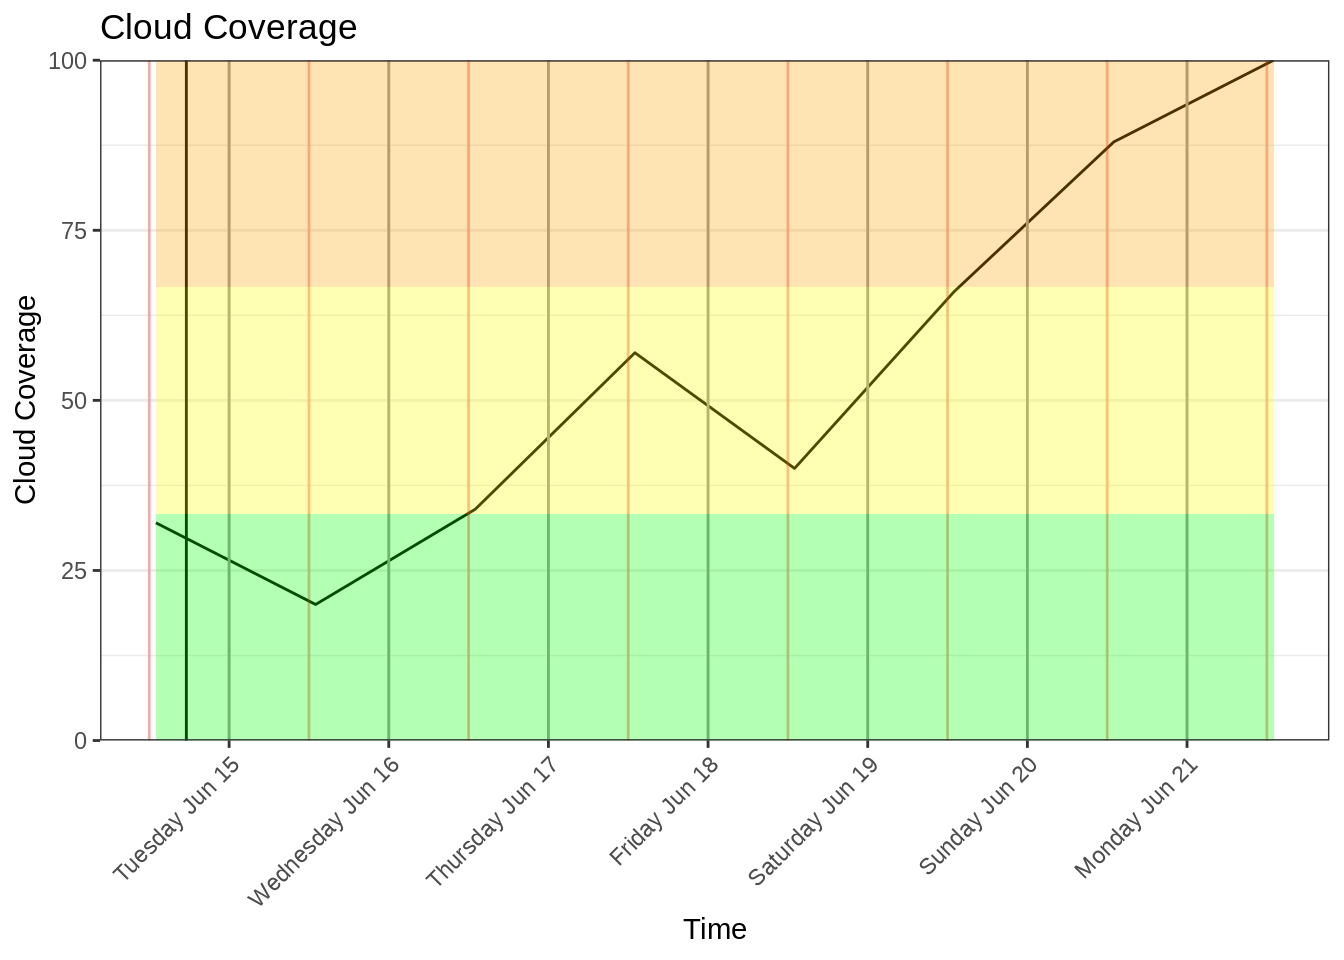 Cloud Coverage
100
75
50
25
0
Cloud Coverage
Tuesday Jun 15
Wednesday Jun 16
Thursday Jun 17
Friday Jun 18
Saturday Jun 19
Sunday Jun 20
Monday Jun 21
Time